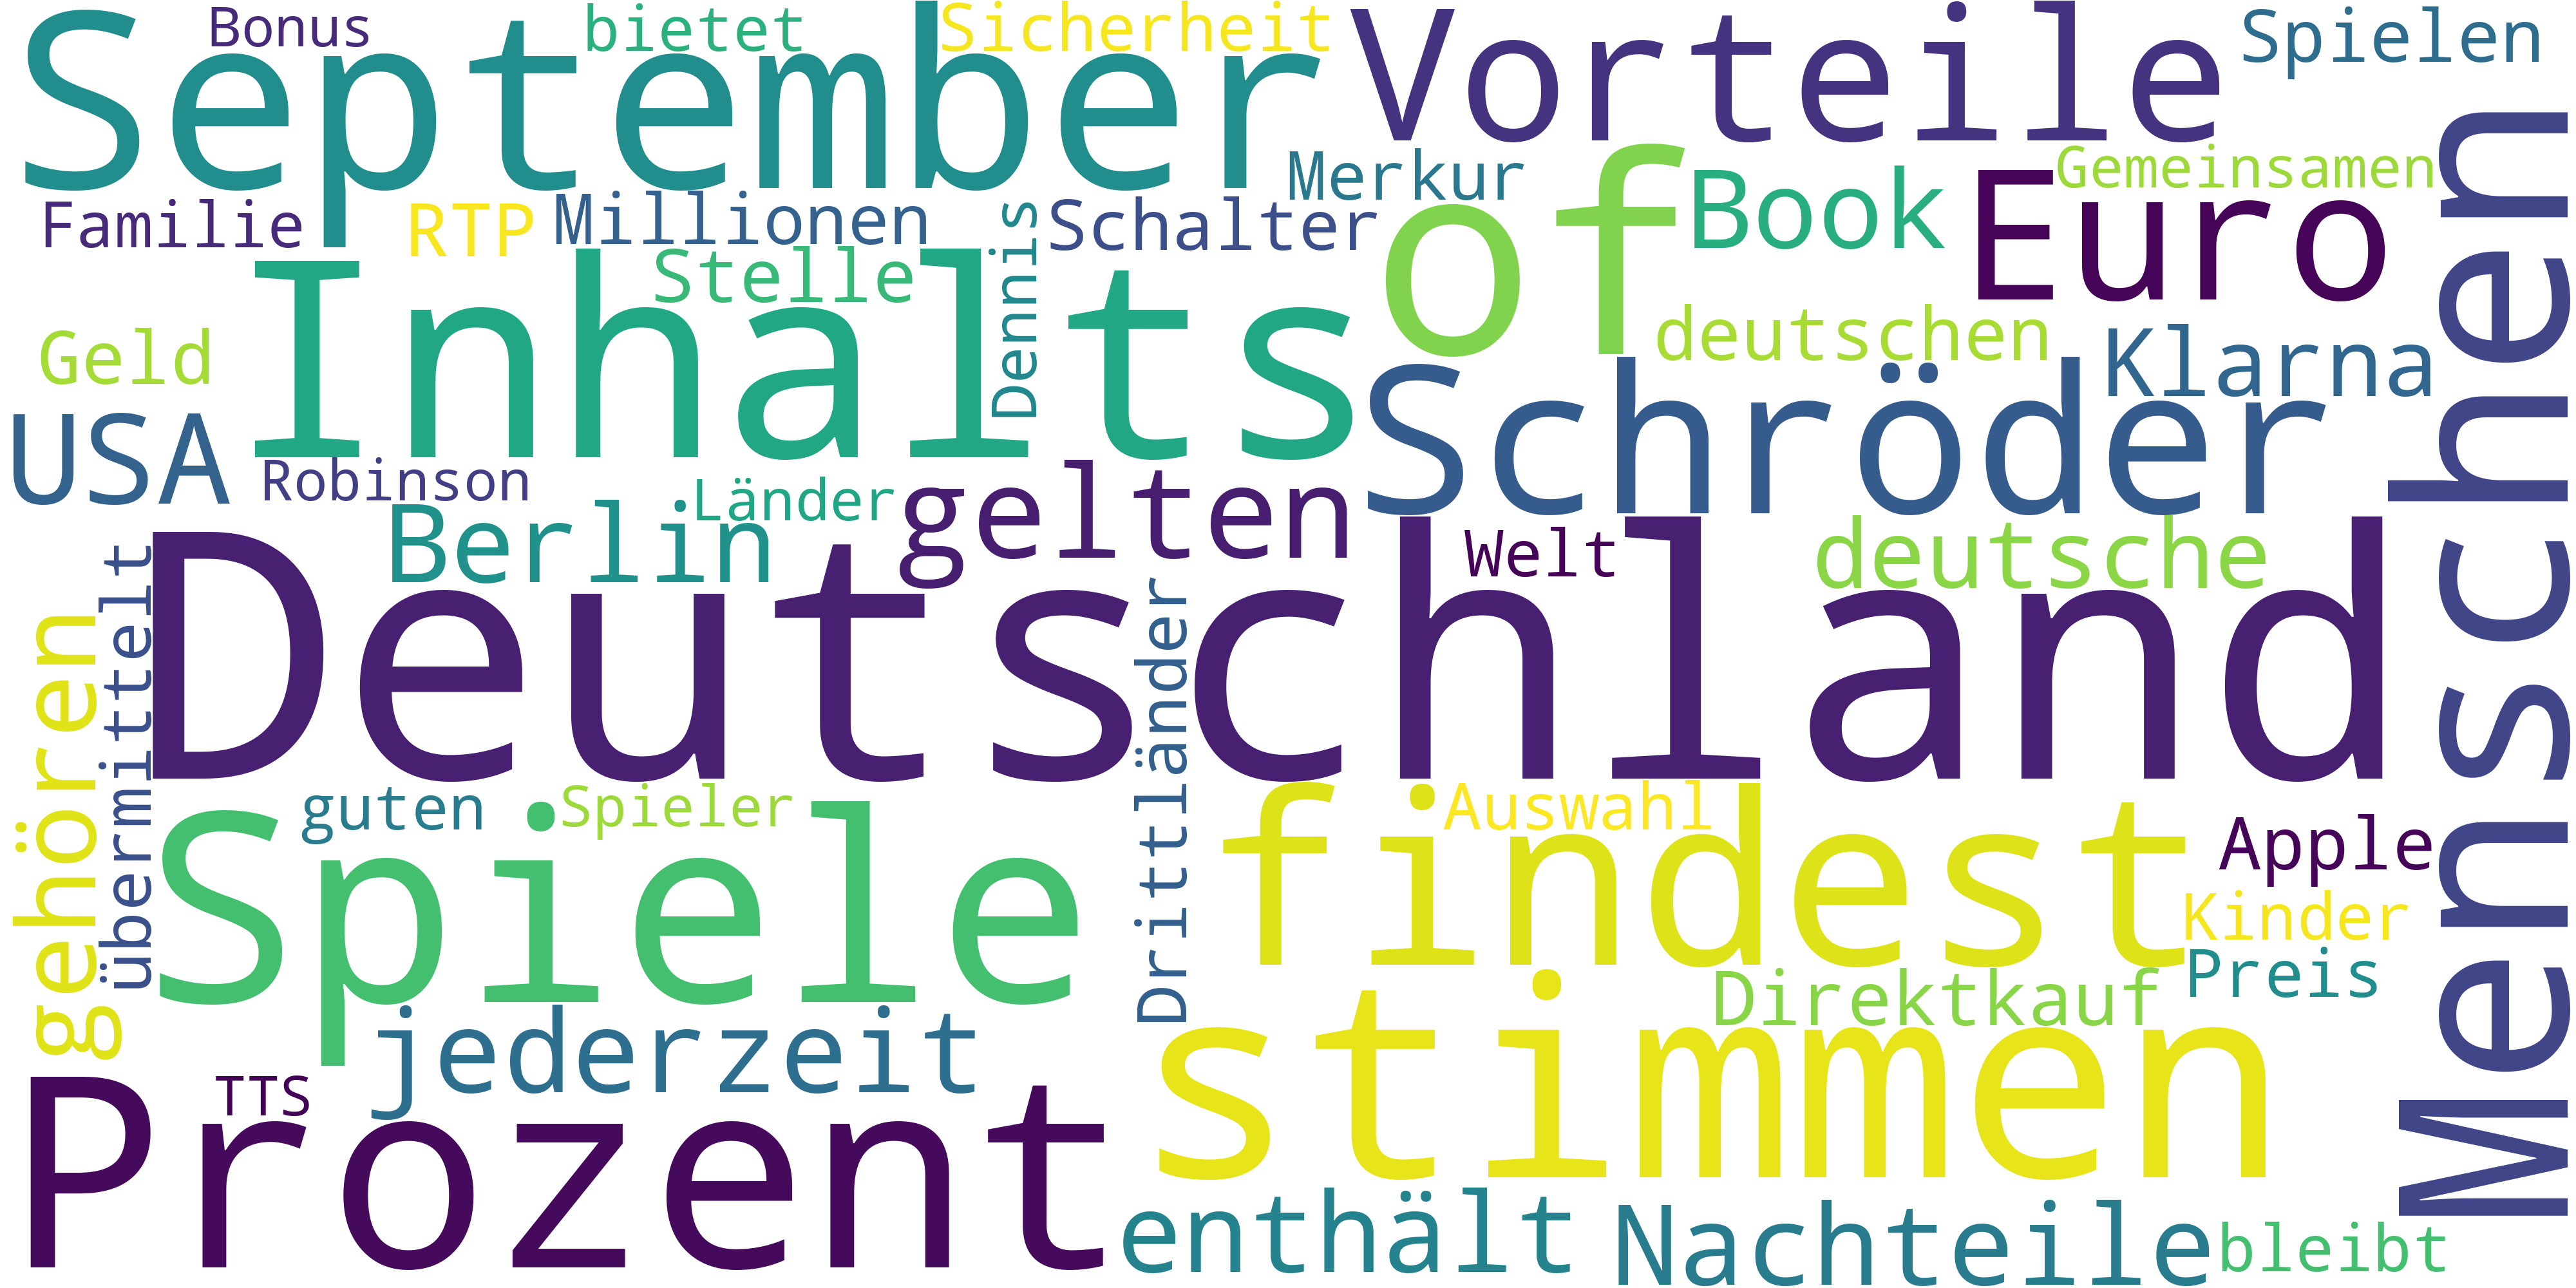 Bonus
bietet
Sicherheit
September
Vorteile
Spielen
Merkur
of
Book
Gemeinsamen
Euro
Menschen
Familie
RTP
Millionen
Dennis
Schalter
Stelle
Inhalts
Geld
deutschen
Klarna
Schröder
USA
Robinson
Länder
Berlin
gelten
Welt
deutsche
Deutschland
gehören
übermittelt
Drittländer
guten
Spieler
Spiele
Auswahl
findest
Apple
Kinder
Preis
Direktkauf
jederzeit
stimmen
TTS
Prozent
enthält
Nachteile
bleibt